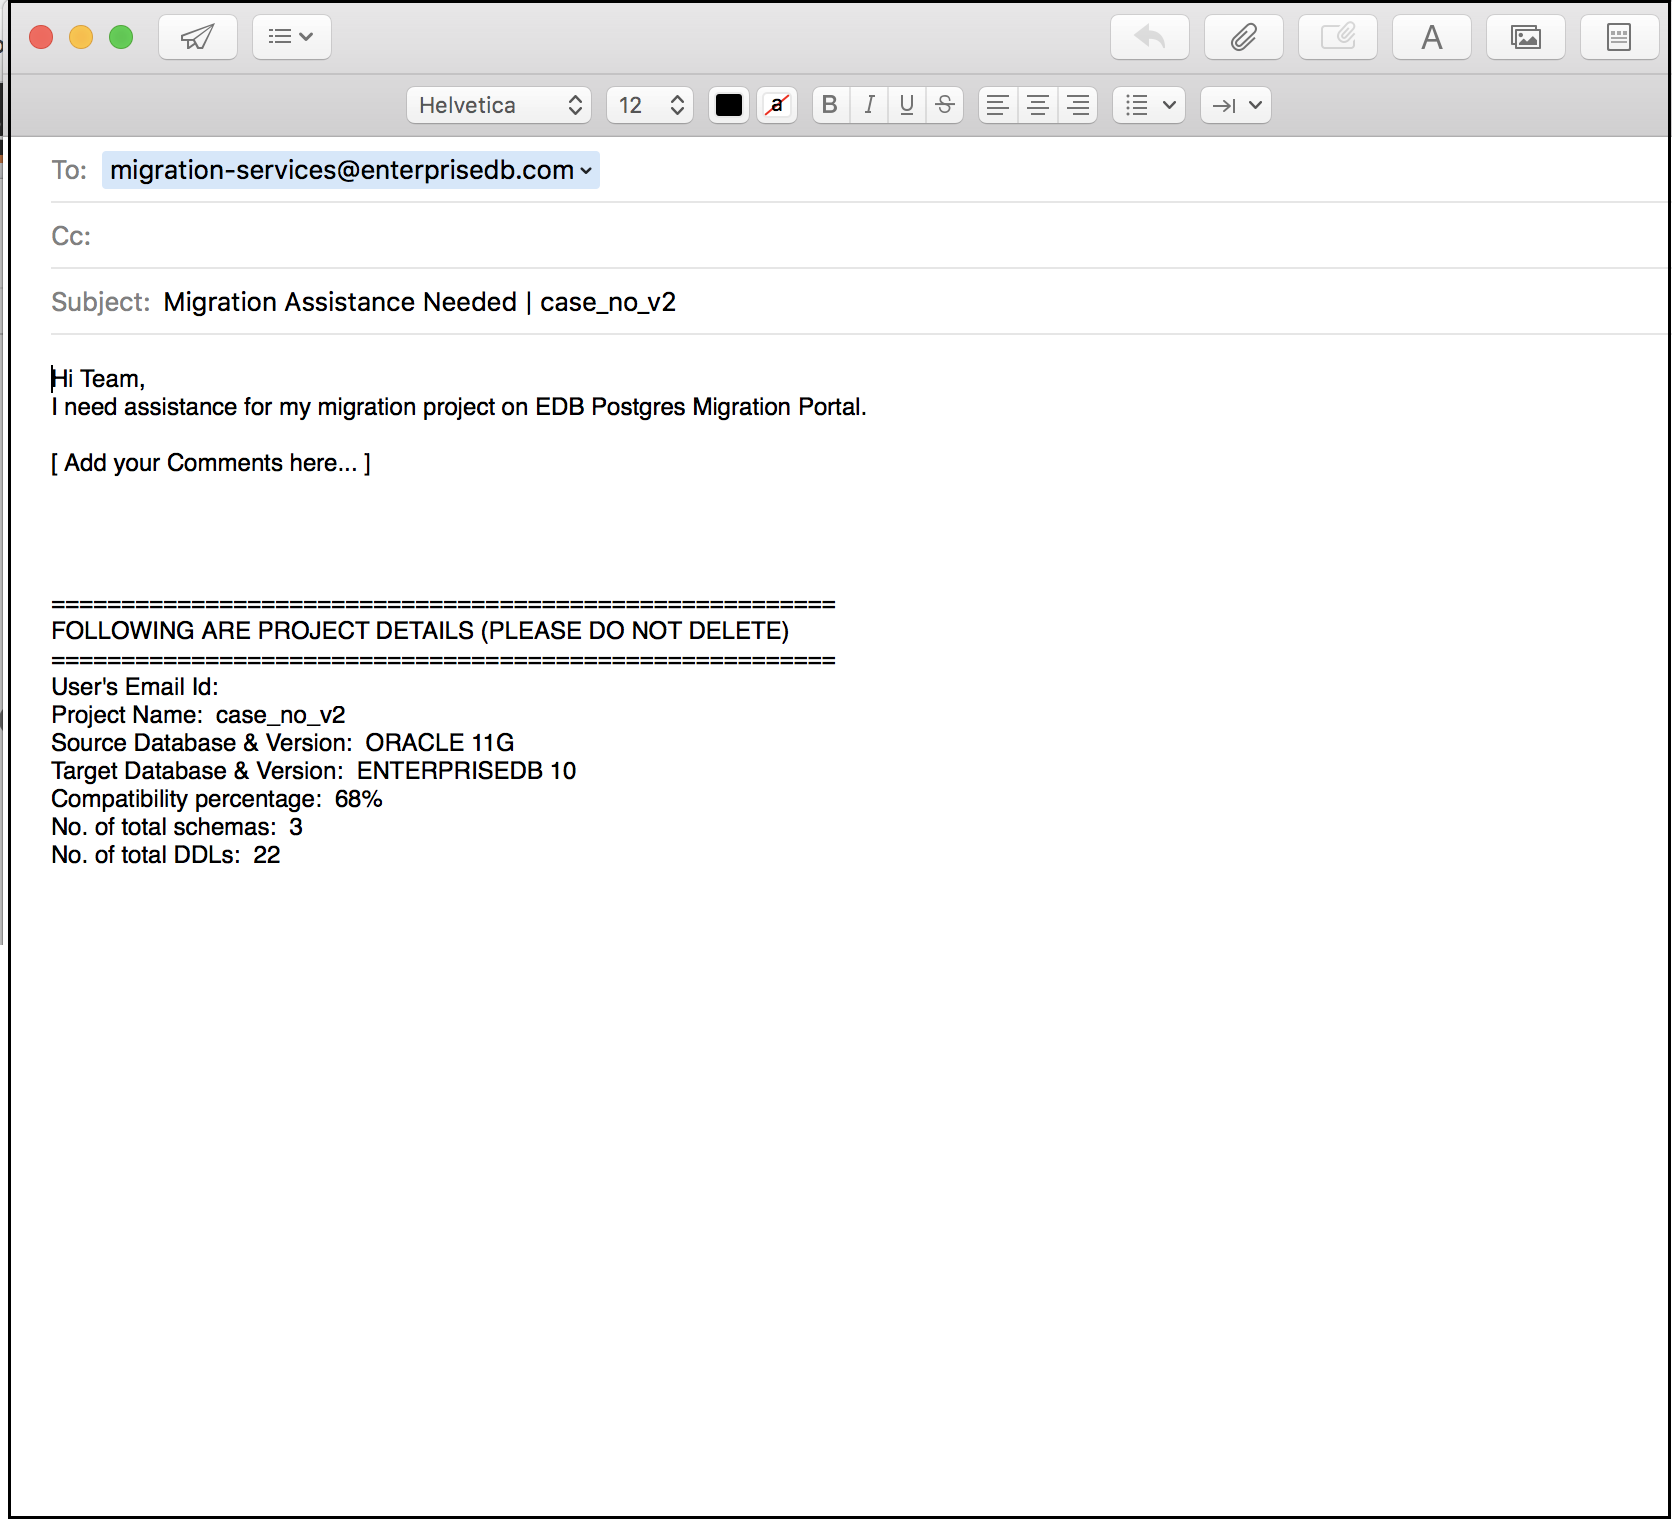 Helvetica 12 a B I U S
A
To: migration-services@enterprisedb.com
Cc:
Subject: Migration Assistance Needed | case_no_v2
Hi Team,
I need assistance for my migration project on EDB Postgres Migration Portal.
[ Add your Comments here... ]
========================================================
FOLLOWING ARE PROJECT DETAILS (PLEASE DO NOT DELETE)
========================================================
User's Email Id:
Project Name:  case_no_v2
Source Database & Version:  ORACLE 11G
Target Database & Version:  ENTERPRISEDB 10
Compatibility percentage:  68%
No. of total schemas:  3
No. of total DDLs:  22